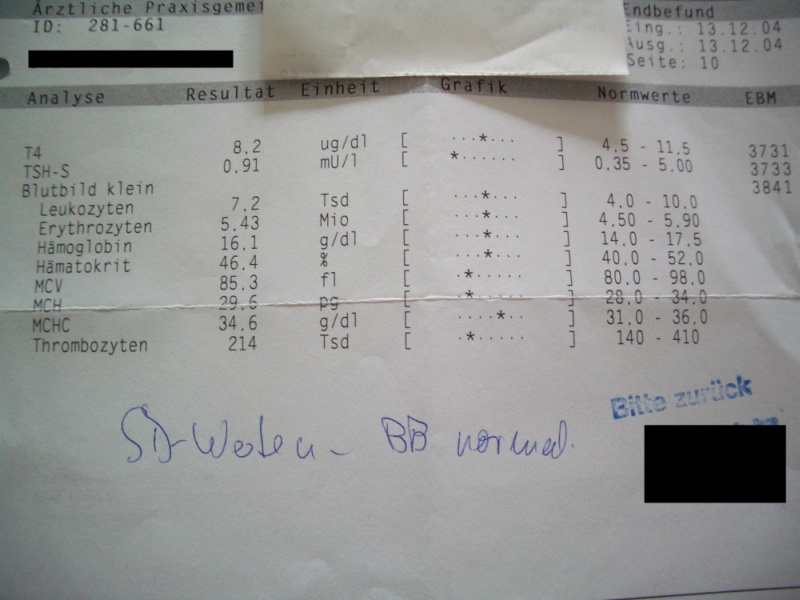 Ärztliche Praxisgemei Endbefund
ID: 281-661 Eing.: 13.12.04
Ausg.: 13.12.04
Seite: 10
Analyse Resultat Einheit Grafik Normwerte EBM
T4 8.2 ug/dl [ ···*··· ] 4.5 - 11.5 3731
TSH-S 0.91 mU/l [ *······ ] 0.35 - 5.00 3733
Blutbild klein 3841
Leukozyten 7.2 Tsd [ ···*··· ] 4.0 - 10.0
Erythrozyten 5.43 Mio [ ···*··· ] 4.50 - 5.90
Hämoglobin 16.1 g/dl [ ···*··· ] 14.0 - 17.5
Hämatokrit 46.4 % [ ···*··· ] 40.0 - 52.0
MCV 85.3 fl [ ·*····· ] 80.0 - 98.0
MCH 29.6 pg [ ·*····· ] 28.0 - 34.0
MCHC 34.6 g/dl [ ····*·· ] 31.0 - 36.0
Thrombozyten 214 Tsd [ ·*····· ] 140 - 410
SD-Werten - BB normal.
Bitte zurück